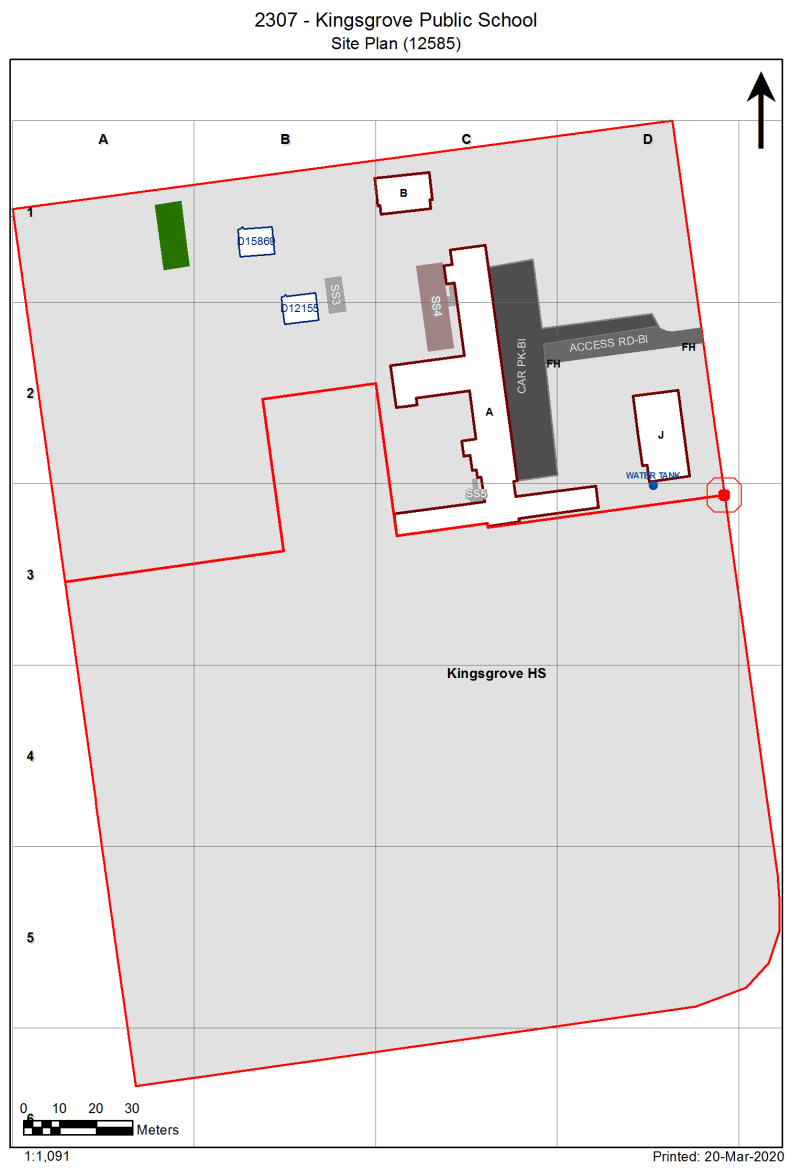 2307 - Kingsgrove Public School
Site Plan (12585)
A B C D
1
B
D15869
D12155
SS3
SS4
CAR PK-BI
ACCESS RD-BI
FH
FH
2
A
J
WATER TANK
SS5
3
Kingsgrove HS
4
5
6
0 10 20 30
Meters
1:1,091
Printed: 20-Mar-2020